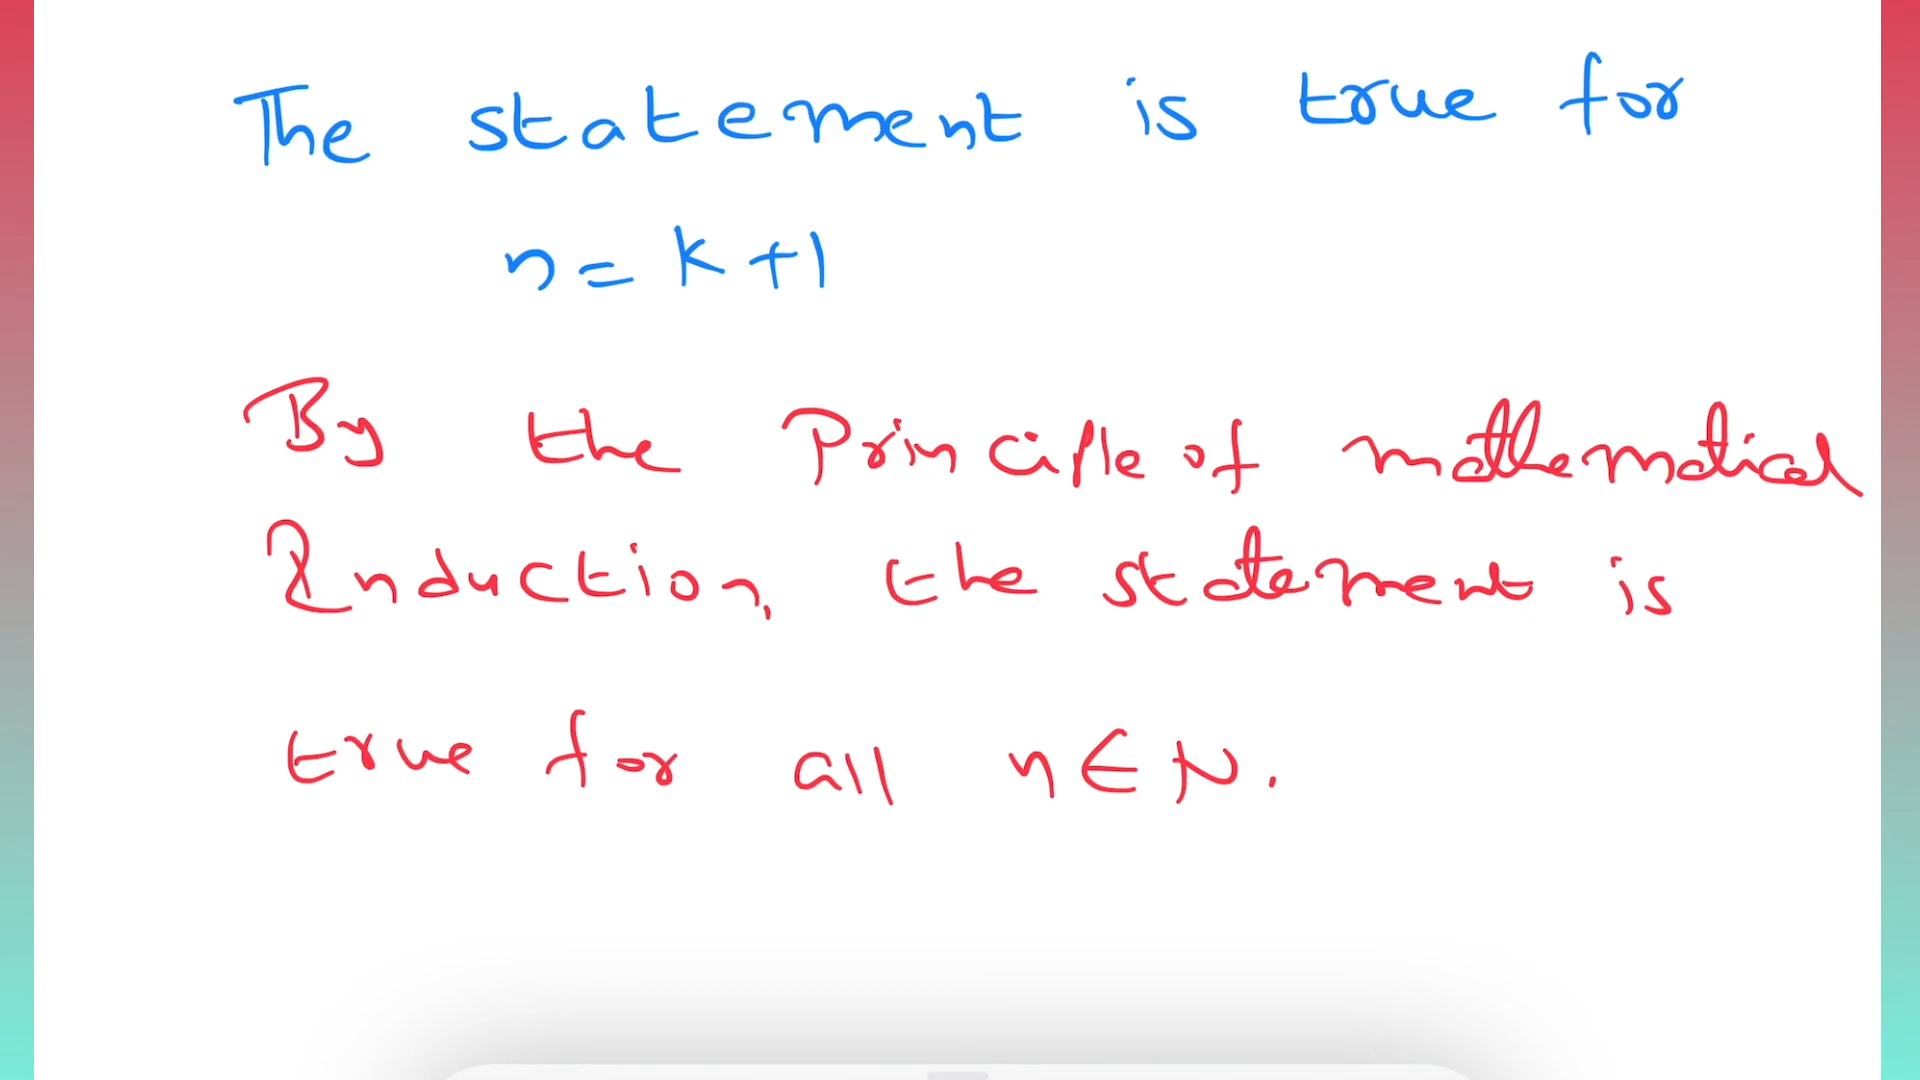 The statement is true for
n = k + 1
By the Principle of mathematical
Induction, the statement is
true for all n ∈ N.